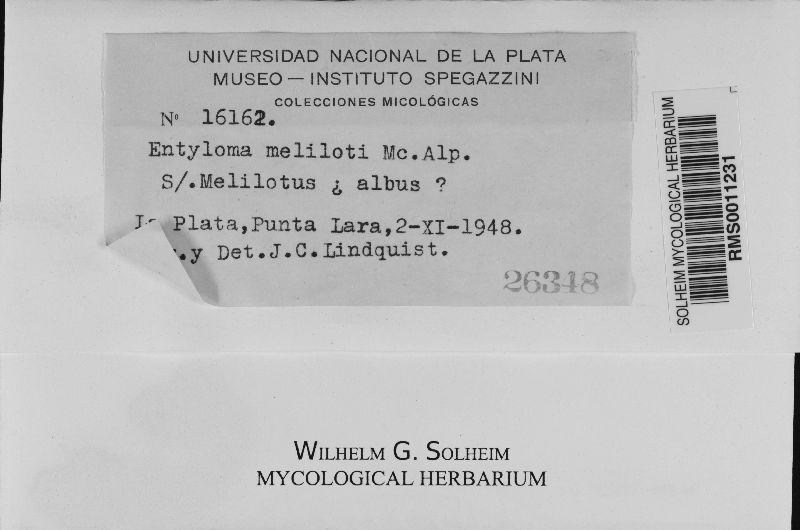 UNIVERSIDAD NACIONAL DE LA PLATA
MUSEO — INSTITUTO SPEGAZZINI
COLECCIONES MICOLÓGICAS
Nº 16162.
Entyloma meliloti Mc.Alp.
S/.Melilotus ¿ albus ?
Plata,Punta Lara,2-XI-1948.
.y Det.J.C.Lindquist.
26348
SOLHEIM MYCOLOGICAL HERBARIUM
RMS0011231
WILHELM G. SOLHEIM
MYCOLOGICAL HERBARIUM